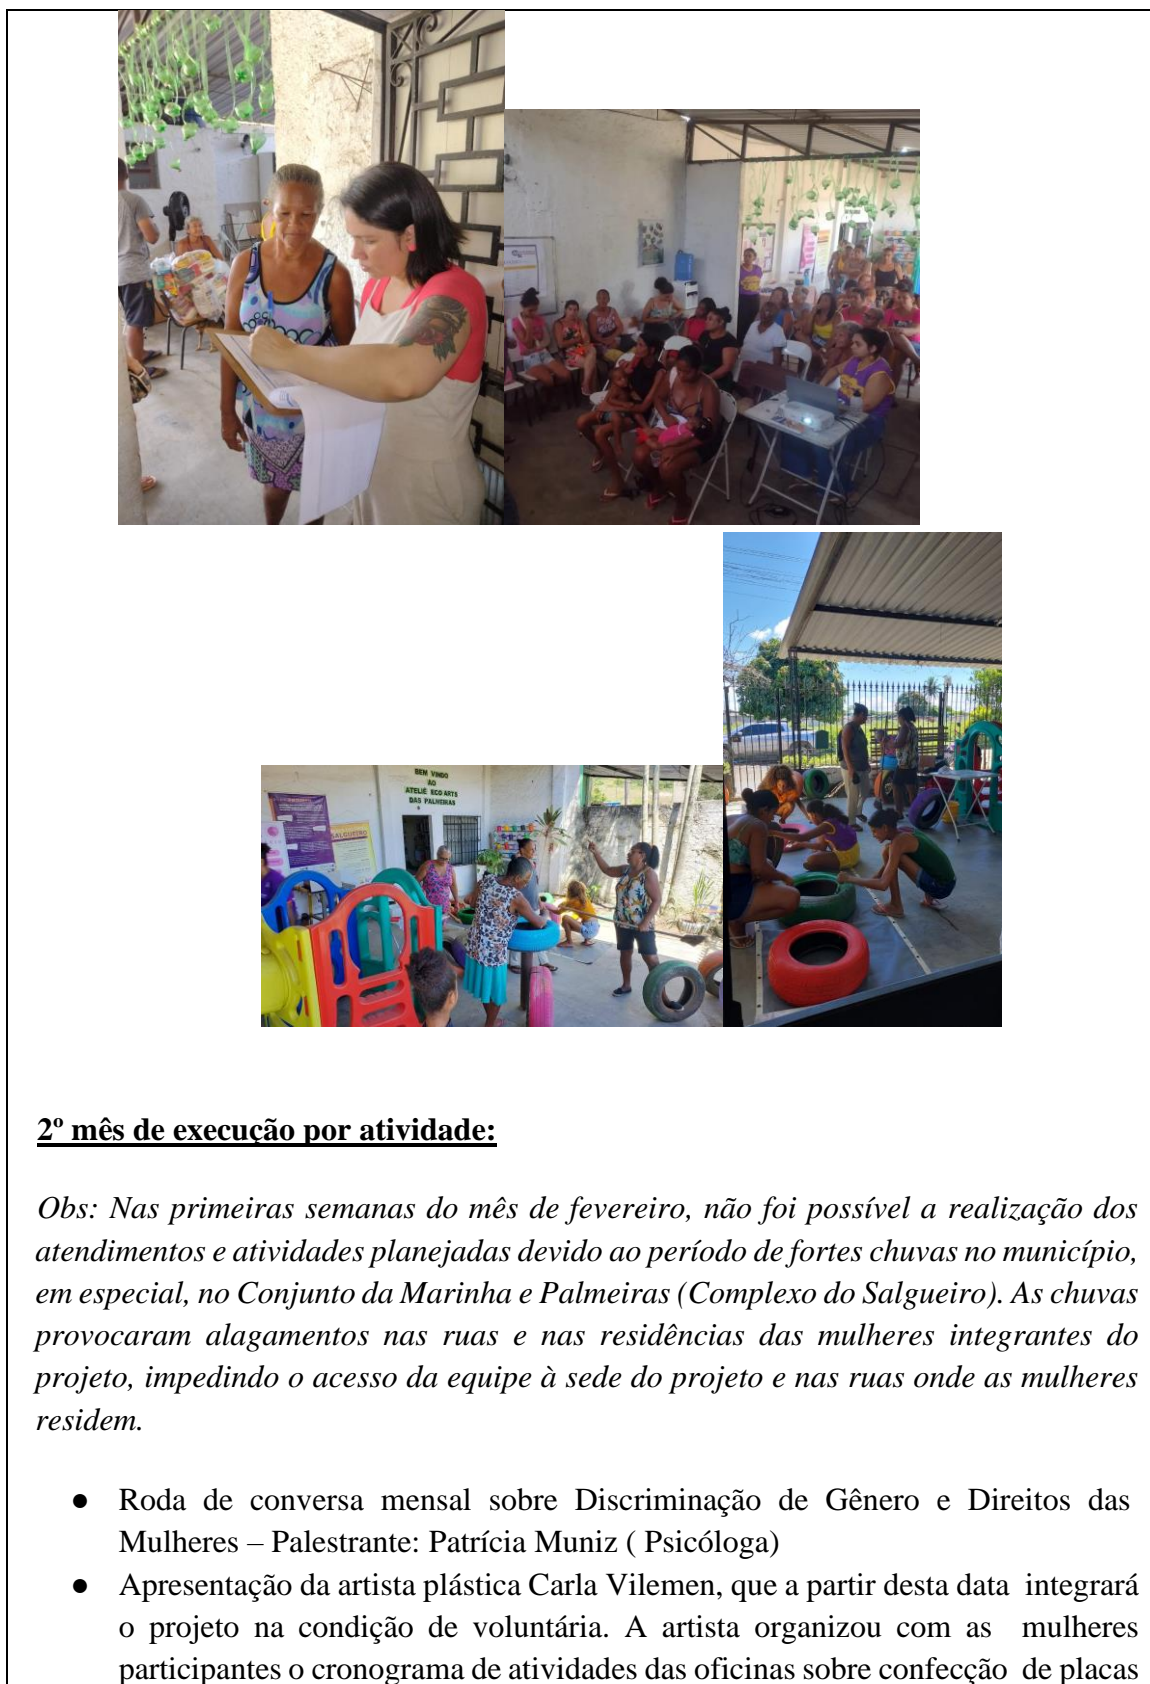 BEM VINDO
AO
ATELIÊ ECO ARTS
DAS PALMEIRAS
SALGUEIRO
2º mês de execução por atividade:
Obs: Nas primeiras semanas do mês de fevereiro, não foi possível a realização dos
atendimentos e atividades planejadas devido ao período de fortes chuvas no município,
em especial, no Conjunto da Marinha e Palmeiras (Complexo do Salgueiro). As chuvas
provocaram alagamentos nas ruas e nas residências das mulheres integrantes do
projeto, impedindo o acesso da equipe à sede do projeto e nas ruas onde as mulheres
residem.
● Roda de conversa mensal sobre Discriminação de Gênero e Direitos das
Mulheres – Palestrante: Patrícia Muniz ( Psicóloga)
● Apresentação da artista plástica Carla Vilemen, que a partir desta data integrará
o projeto na condição de voluntária. A artista organizou com as mulheres
participantes o cronograma de atividades das oficinas sobre confecção de placas